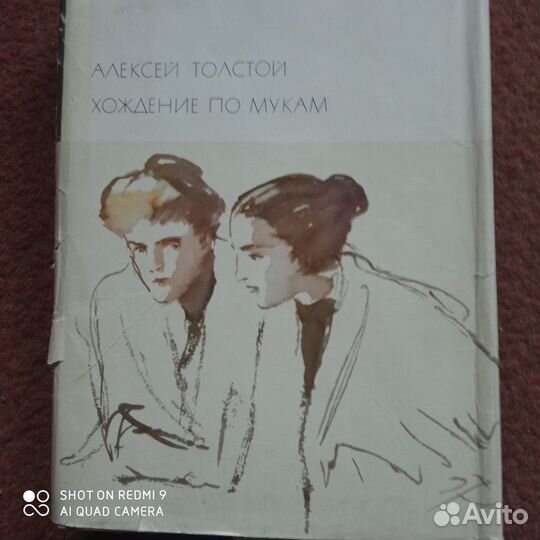 АЛЕКСЕЙ ТОЛСТОЙ
ХОЖДЕНИЕ ПО МУКАМ
SHOT ON REDMI 9
AI QUAD CAMERA
Avito